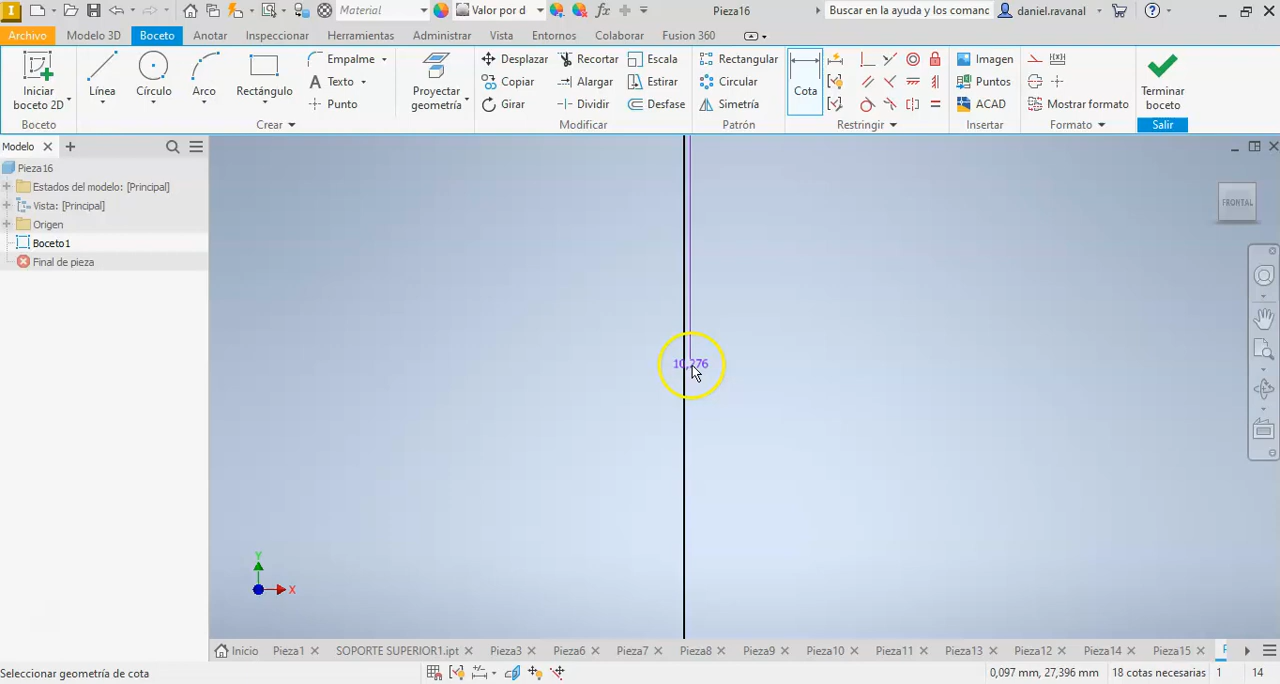 Material
Valor por d
Pieza16
Buscar en la ayuda y los comanc
daniel.ravanal
Archivo
Modelo 3D
Boceto
Anotar
Inspeccionar
Herramientas
Administrar
Vista
Entornos
Colaborar
Fusion 360
Iniciar
boceto 2D
Boceto
Línea
Círculo
Arco
Rectángulo
Empalme
Texto
Punto
Crear
Proyectar
geometría
Desplazar
Copiar
Girar
Recortar
Alargar
Dividir
Escala
Estirar
Desfase
Modificar
Rectangular
Circular
Simetría
Patrón
Cota
Restringir
Imagen
Puntos
ACAD
Insertar
Mostrar formato
Formato
Terminar
boceto
Salir
Modelo
Pieza16
Estados del modelo: [Principal]
Vista: [Principal]
Origen
Boceto1
Final de pieza
FRONTAL
10,276
Y
X
Inicio
Pieza1
SOPORTE SUPERIOR1.ipt
Pieza3
Pieza6
Pieza7
Pieza8
Pieza9
Pieza10
Pieza11
Pieza13
Pieza12
Pieza14
Pieza15
Seleccionar geometría de cota
0,097 mm, 27,396 mm
18 cotas necesarias
1
14